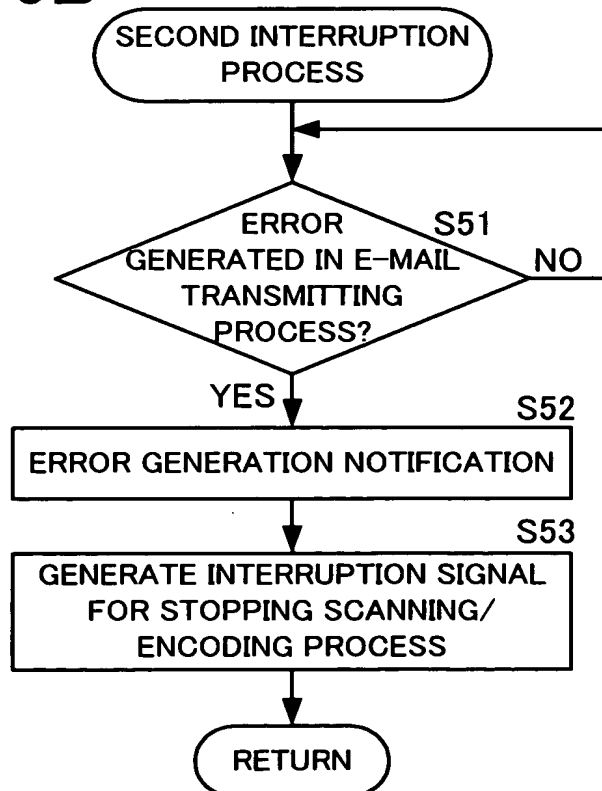 SECOND INTERRUPTION
PROCESS
ERROR
S51
GENERATED IN E-MAIL
NO
TRANSMITTING
PROCESS?
YES
S52
ERROR GENERATION NOTIFICATION
S53
GENERATE INTERRUPTION SIGNAL
FOR STOPPING SCANNING/
ENCODING PROCESS
RETURN